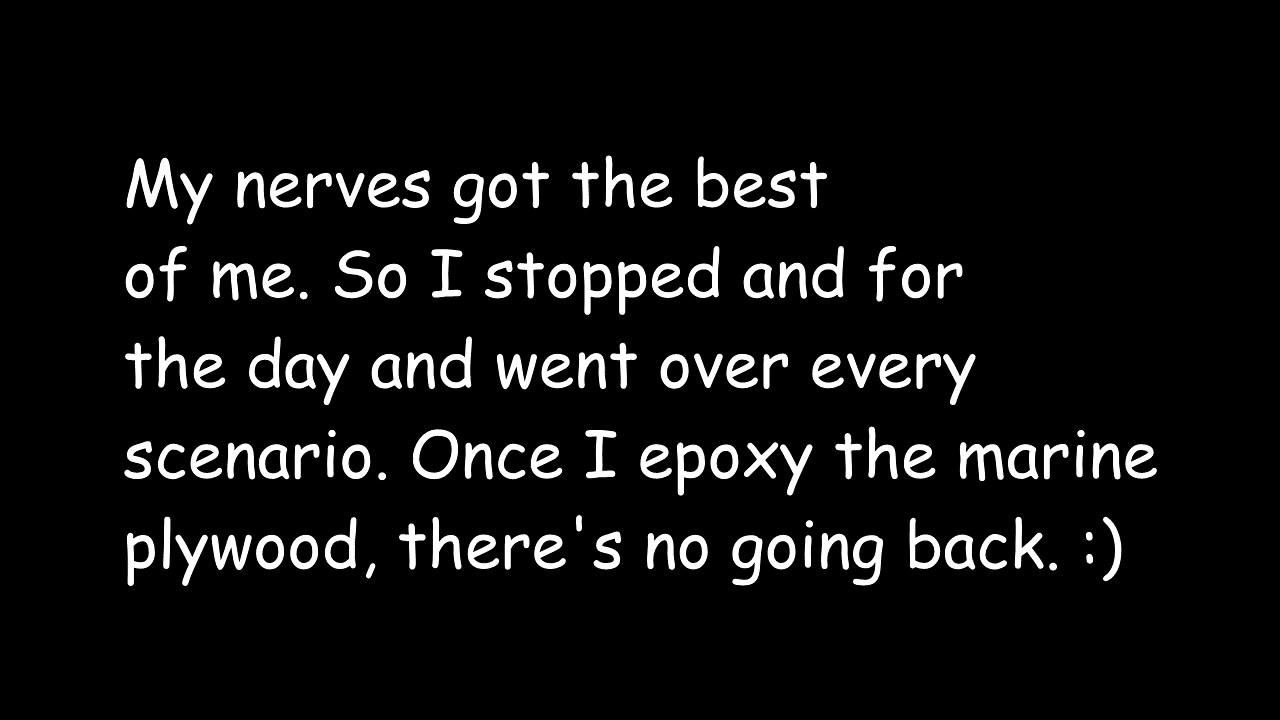 My nerves got the best
of me. So I stopped and for
the day and went over every
scenario. Once I epoxy the marine
plywood, there's no going back. :)